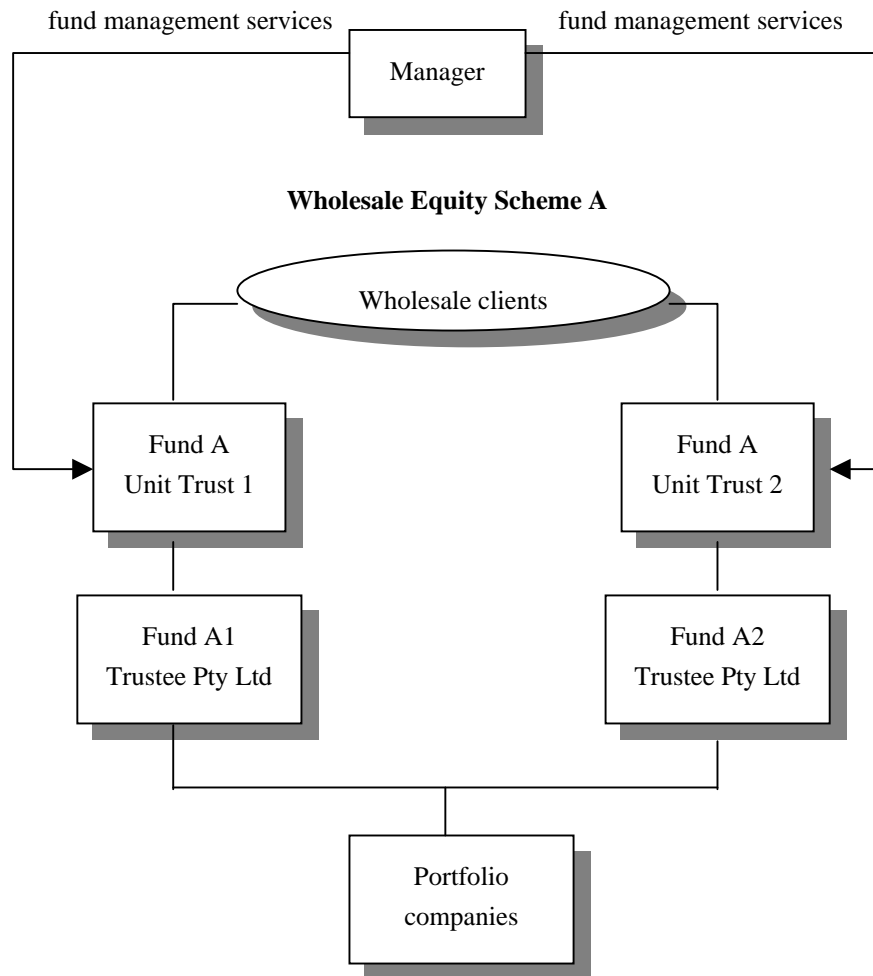 fund management services
fund management services
Manager
Wholesale Equity Scheme A
Wholesale clients
Fund A
Unit Trust 1
Fund A
Unit Trust 2
Fund A1
Trustee Pty Ltd
Fund A2
Trustee Pty Ltd
Portfolio
companies